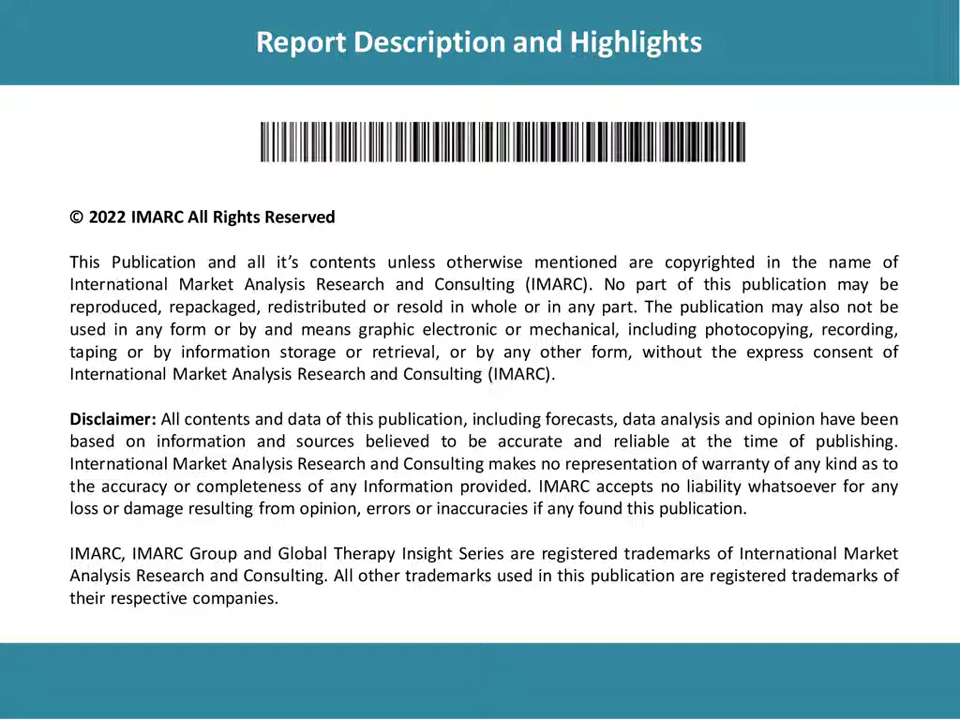 Report Description and Highlights
© 2022 IMARC All Rights Reserved
This Publication and all it’s contents unless otherwise mentioned are copyrighted in the name of
International Market Analysis Research and Consulting (IMARC). No part of this publication may be
reproduced, repackaged, redistributed or resold in whole or in any part. The publication may also not be
used in any form or by and means graphic electronic or mechanical, including photocopying, recording,
taping or by information storage or retrieval, or by any other form, without the express consent of
International Market Analysis Research and Consulting (IMARC).
Disclaimer: All contents and data of this publication, including forecasts, data analysis and opinion have been
based on information and sources believed to be accurate and reliable at the time of publishing.
International Market Analysis Research and Consulting makes no representation of warranty of any kind as to
the accuracy or completeness of any Information provided. IMARC accepts no liability whatsoever for any
loss or damage resulting from opinion, errors or inaccuracies if any found this publication.
IMARC, IMARC Group and Global Therapy Insight Series are registered trademarks of International Market
Analysis Research and Consulting. All other trademarks used in this publication are registered trademarks of
their respective companies.